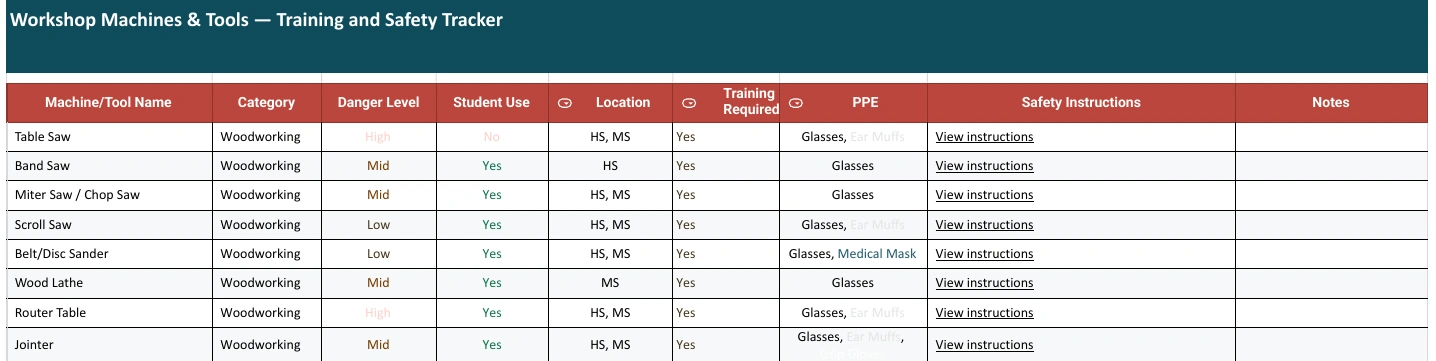 Workshop Machines & Tools — Training and Safety Tracker
Machine/Tool Name Category Danger Level Student Use Location Training Required PPE Safety Instructions Notes
Table Saw Woodworking High No HS, MS Yes Glasses, Ear Muffs View instructions
Band Saw Woodworking Mid Yes HS Yes Glasses View instructions
Miter Saw / Chop Saw Woodworking Mid Yes HS, MS Yes Glasses View instructions
Scroll Saw Woodworking Low Yes HS, MS Yes Glasses, Ear Muffs View instructions
Belt/Disc Sander Woodworking Low Yes HS, MS Yes Glasses, Medical Mask View instructions
Wood Lathe Woodworking Mid Yes MS Yes Glasses View instructions
Router Table Woodworking High Yes HS, MS Yes Glasses, Ear Muffs View instructions
Jointer Woodworking Mid Yes HS, MS Yes Glasses, Ear Muffs, View instructions